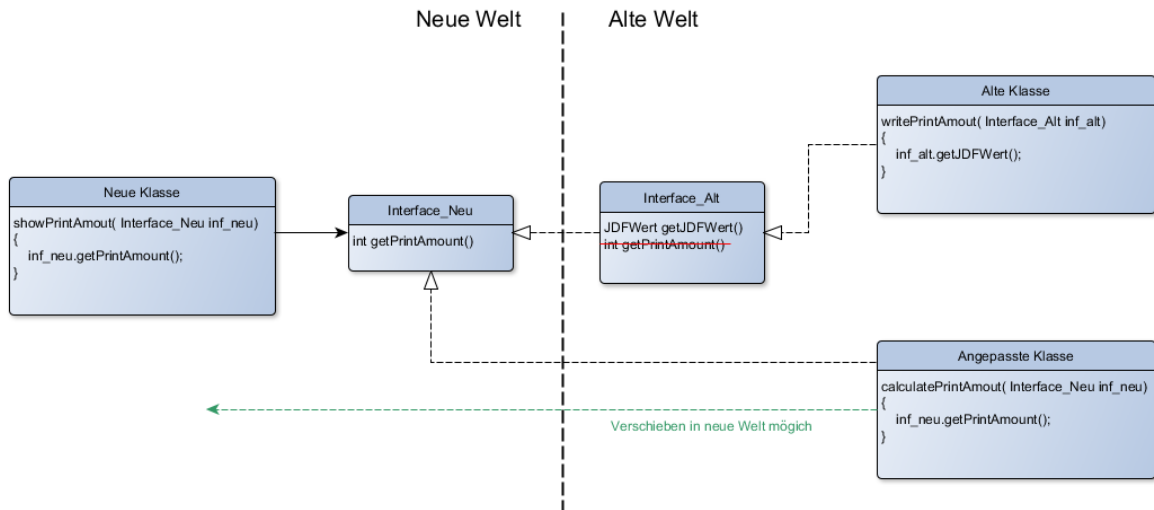 Neue Welt
Alte Welt
Alte Klasse
writePrintAmout( Interface_Alt inf_alt)
{
inf_alt.getJDFWert();
}
Neue Klasse
showPrintAmout( Interface_Neu inf_neu)
{
inf_neu.getPrintAmount();
}
Interface_Neu
int getPrintAmount()
Interface_Alt
JDFWert getJDFWert()
int getPrintAmount()
Angepasste Klasse
calculatePrintAmout( Interface_Neu inf_neu)
{
inf_neu.getPrintAmount();
}
Verschieben in neue Welt mögich